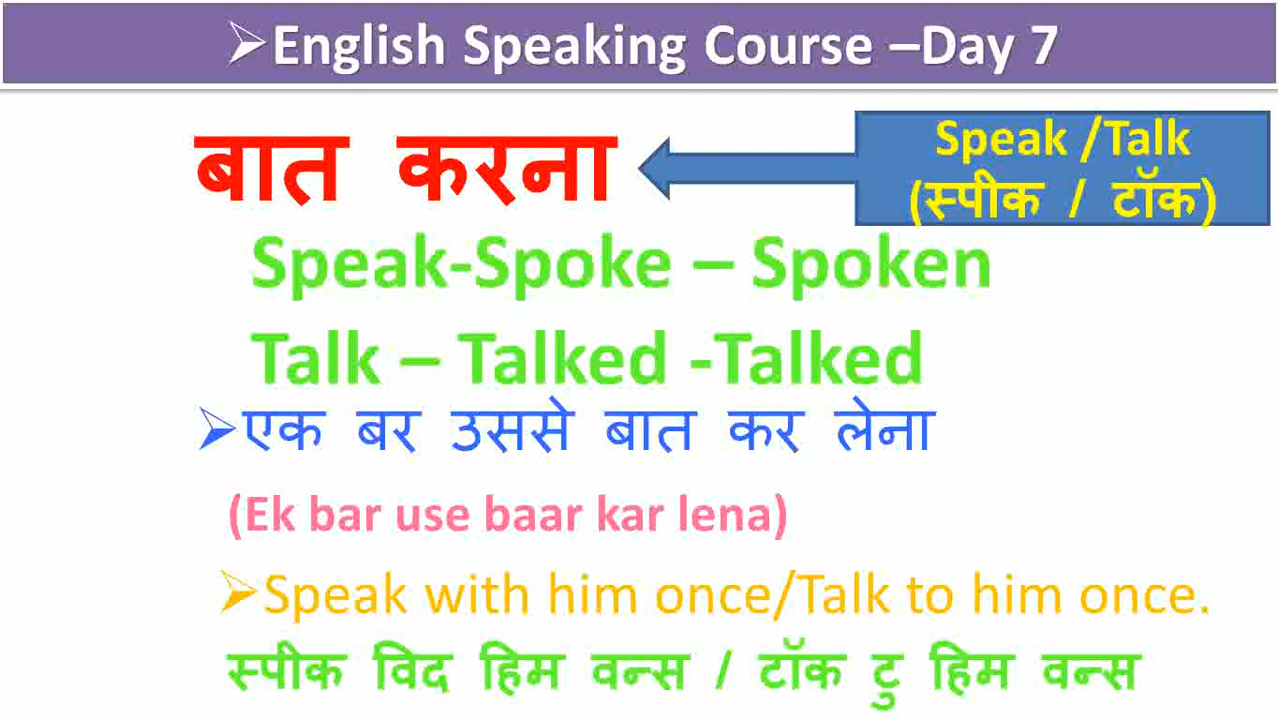 ➢English Speaking Course –Day 7
बात करना
Speak /Talk
(स्पीक / टॉक)
Speak-Spoke – Spoken
Talk – Talked -Talked
➢एक बर उससे बात कर लेना
(Ek bar use baar kar lena)
➢Speak with him once/Talk to him once.
स्पीक विद हिम वन्स / टॉक टु हिम वन्स